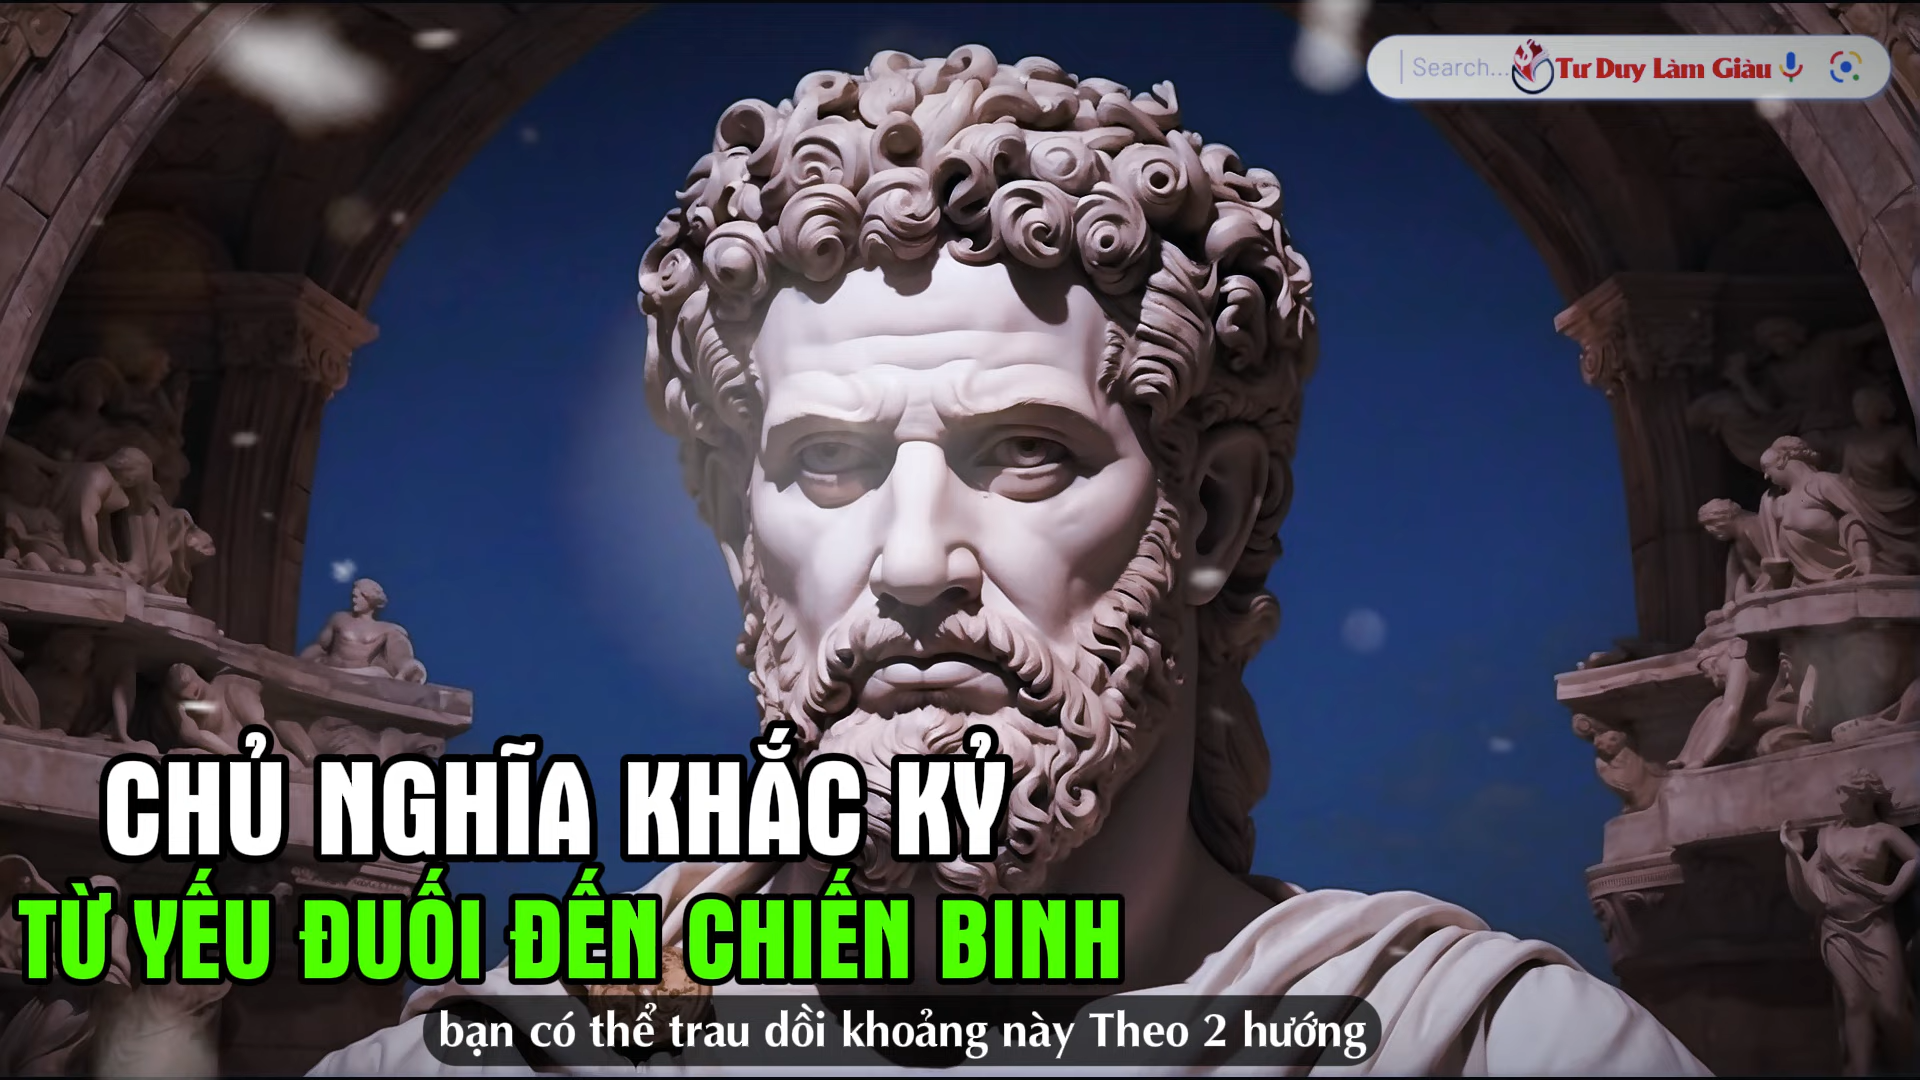 Search... Tư Duy Làm Giàu
CHỦ NGHĨA KHẮC KỶ
TỪ YẾU ĐUỐI ĐẾN CHIẾN BINH
bạn có thể trau dồi khoảng này Theo 2 hướng